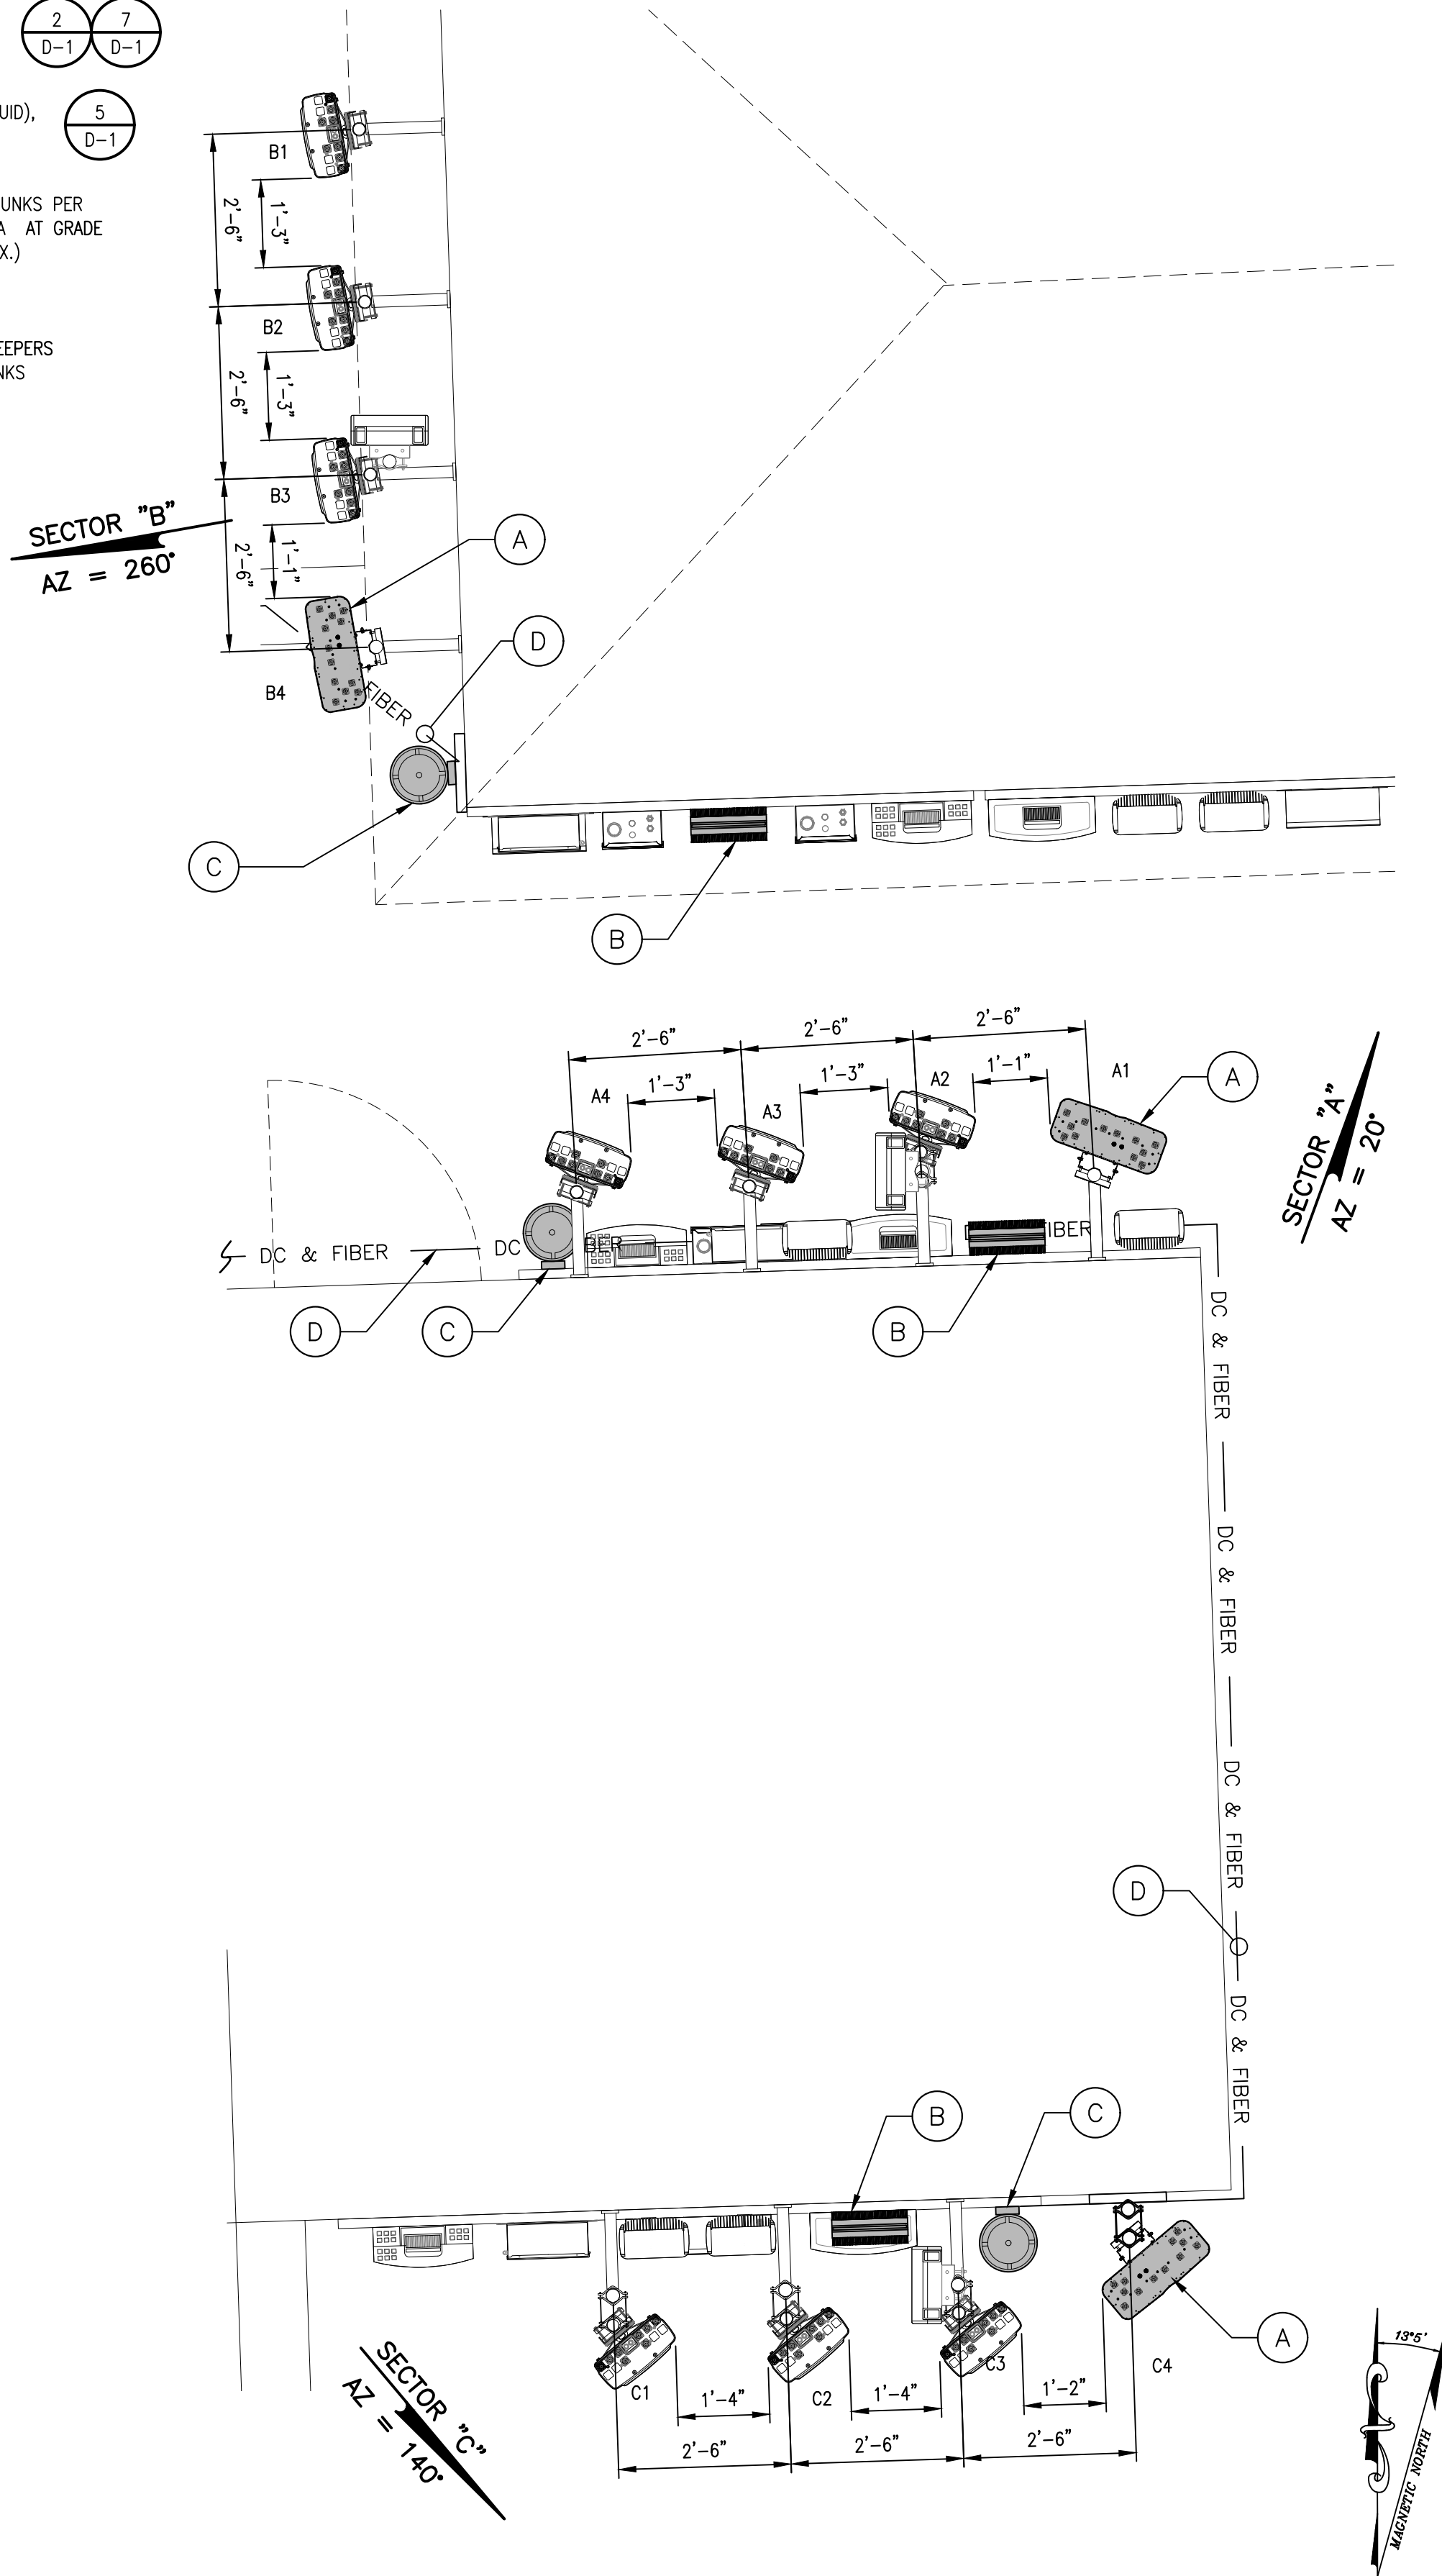 2
7
D-1
D-1
UID),
5
D-1
UNKS PER
A AT GRADE
X.)
EEPERS
NKS
B1
2'-6"
1'-3"
B2
2'-6"
1'-3"
B3
SECTOR "B"
AZ = 260°
2'-6"
1'-1"
A
D
B4
FIBER
C
B
2'-6"
2'-6"
2'-6"
1'-3"
1'-3"
1'-1"
A4
A3
A2
A1
A
SECTOR "A"
AZ = 20°
DC & FIBER
DC
IBER
D
C
B
DC & FIBER
DC & FIBER
DC & FIBER
D
DC & FIBER
B
C
A
C1
C2
C3
C4
1'-4"
1'-4"
1'-2"
2'-6"
2'-6"
2'-6"
SECTOR "C"
AZ = 140°
13°5'
MAGNETIC NORTH